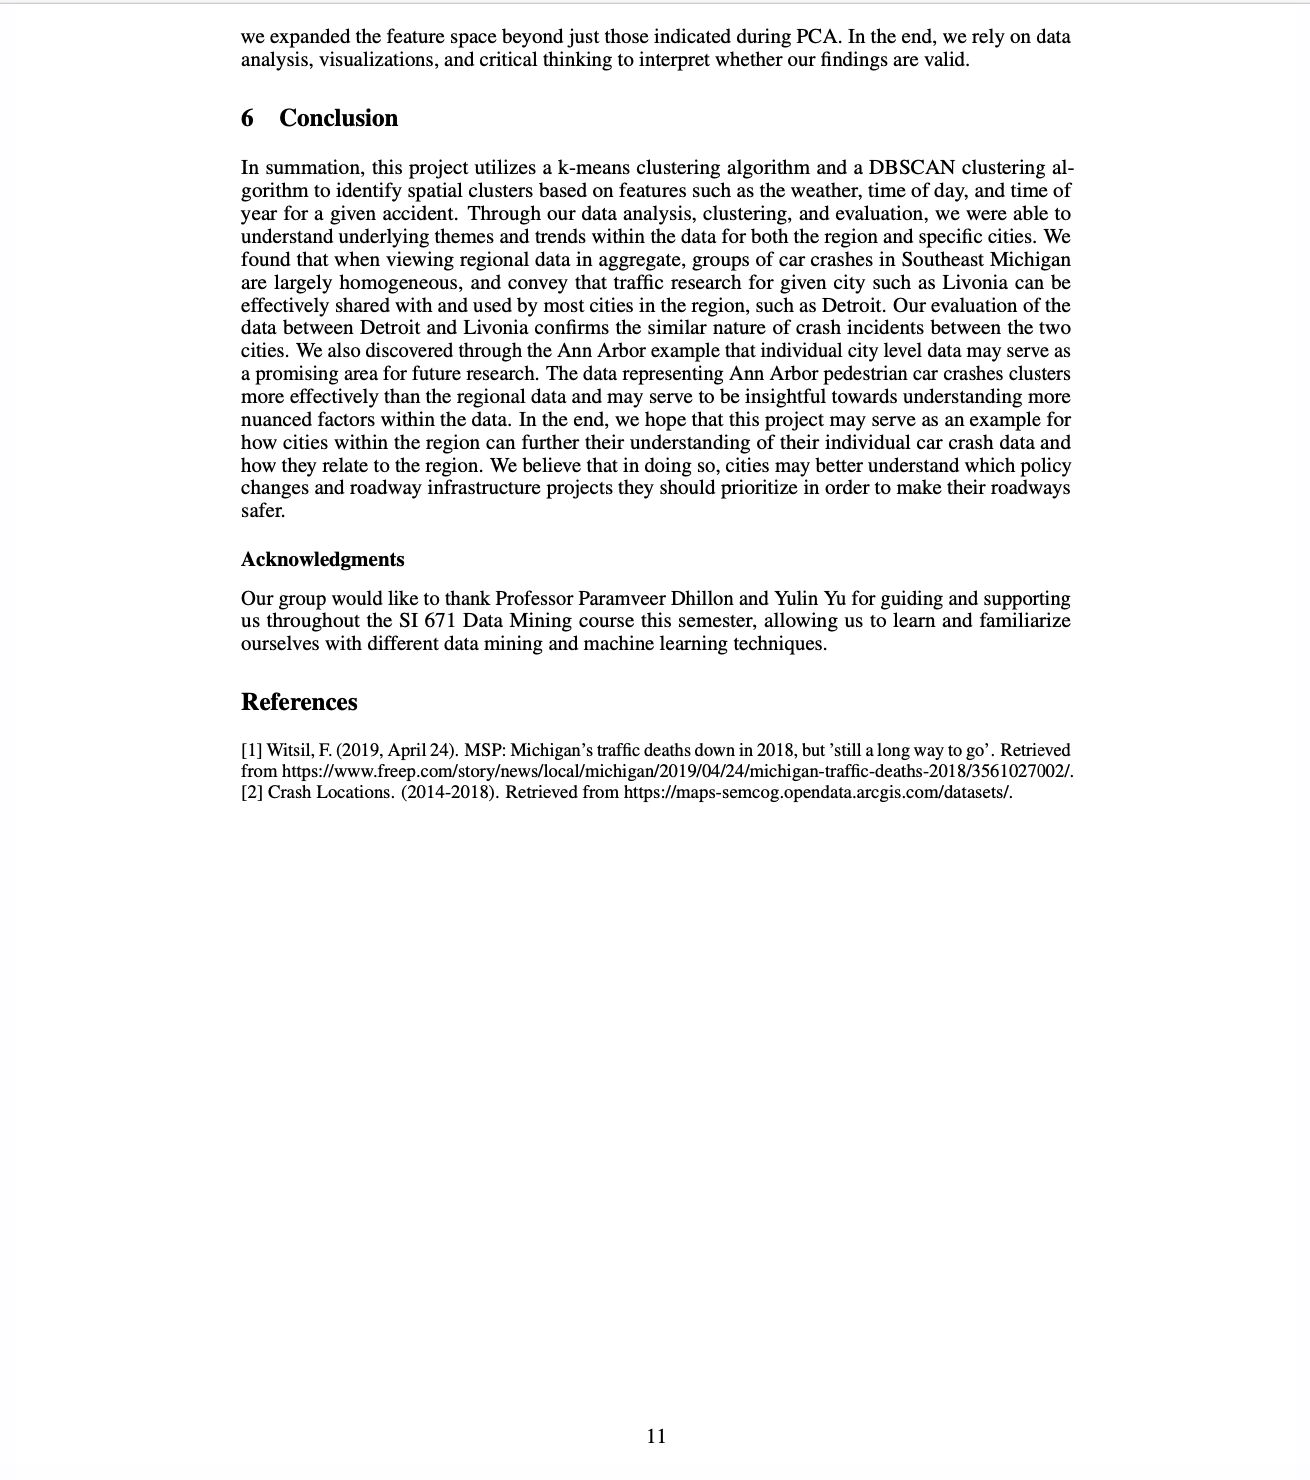 we expanded the feature space beyond just those indicated during PCA. In the end, we rely on data
analysis, visualizations, and critical thinking to interpret whether our findings are valid.
6 Conclusion
In summation, this project utilizes a k-means clustering algorithm and a DBSCAN clustering al-
gorithm to identify spatial clusters based on features such as the weather, time of day, and time of
year for a given accident. Through our data analysis, clustering, and evaluation, we were able to
understand underlying themes and trends within the data for both the region and specific cities. We
found that when viewing regional data in aggregate, groups of car crashes in Southeast Michigan
are largely homogeneous, and convey that traffic research for given city such as Livonia can be
effectively shared with and used by most cities in the region, such as Detroit. Our evaluation of the
data between Detroit and Livonia confirms the similar nature of crash incidents between the two
cities. We also discovered through the Ann Arbor example that individual city level data may serve as
a promising area for future research. The data representing Ann Arbor pedestrian car crashes clusters
more effectively than the regional data and may serve to be insightful towards understanding more
nuanced factors within the data. In the end, we hope that this project may serve as an example for
how cities within the region can further their understanding of their individual car crash data and
how they relate to the region. We believe that in doing so, cities may better understand which policy
changes and roadway infrastructure projects they should prioritize in order to make their roadways
safer.
Acknowledgments
Our group would like to thank Professor Paramveer Dhillon and Yulin Yu for guiding and supporting
us throughout the SI 671 Data Mining course this semester, allowing us to learn and familiarize
ourselves with different data mining and machine learning techniques.
References
[1] Witsil, F. (2019, April 24). MSP: Michigan’s traffic deaths down in 2018, but ’still a long way to go’. Retrieved
from https://www.freep.com/story/news/local/michigan/2019/04/24/michigan-traffic-deaths-2018/3561027002/.
[2] Crash Locations. (2014-2018). Retrieved from https://maps-semcog.opendata.arcgis.com/datasets/.
11